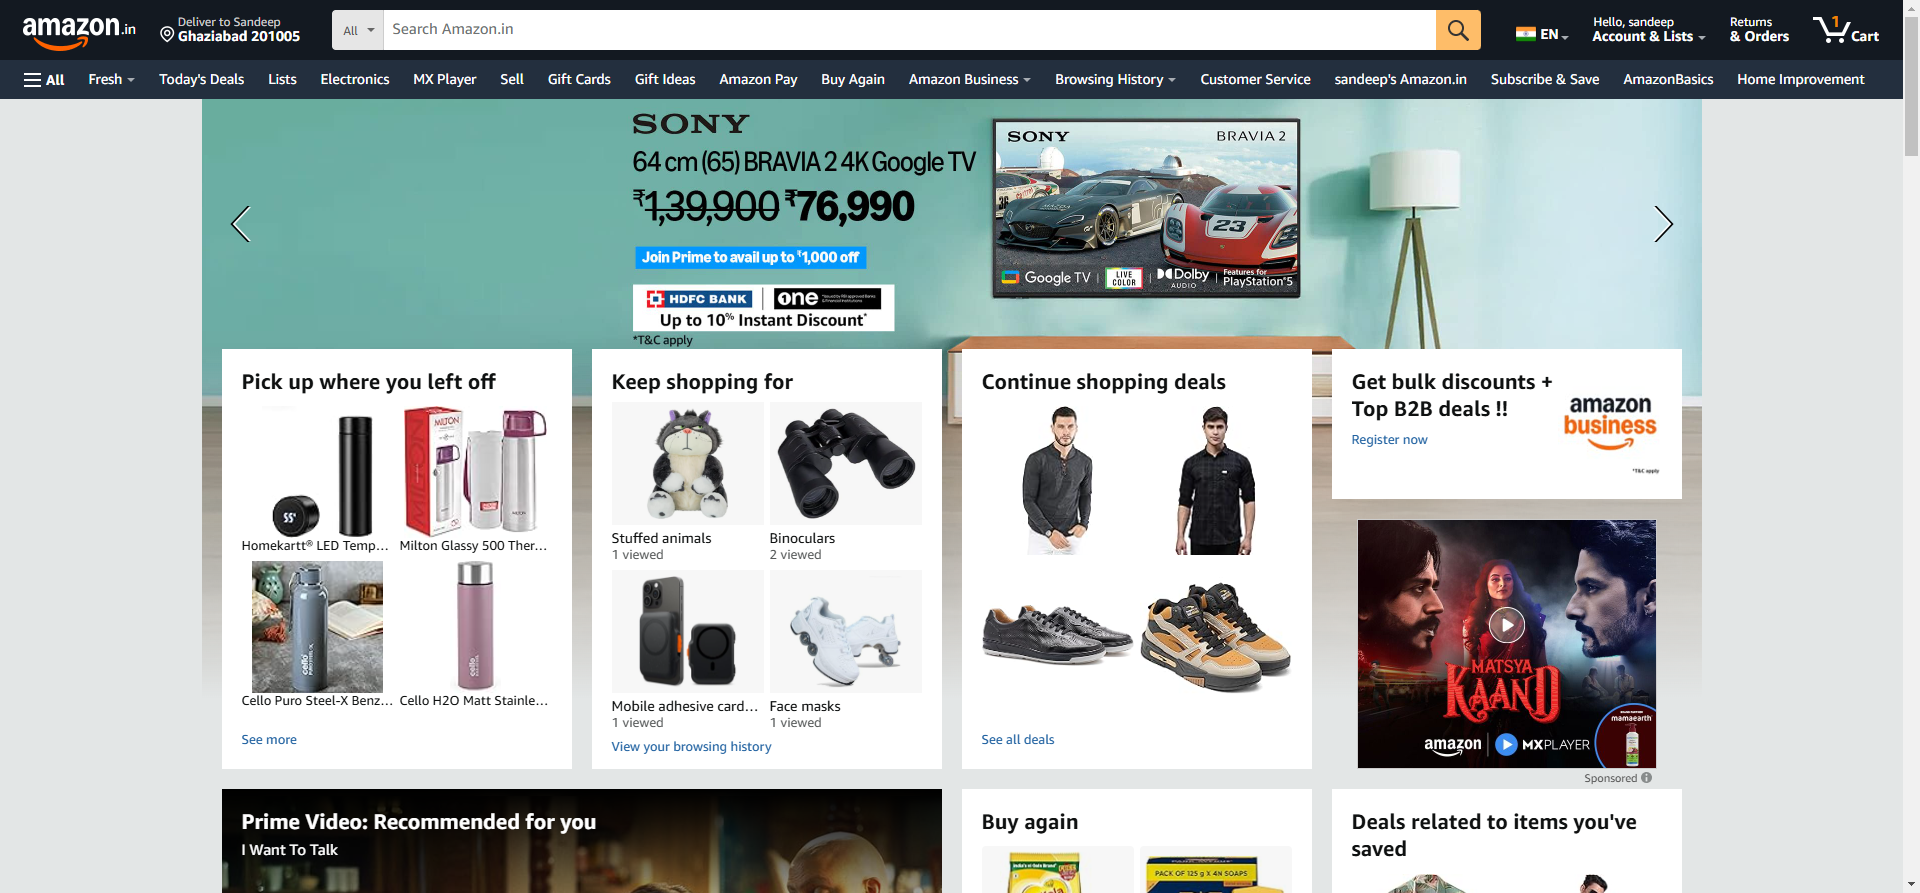 amazon.in
Deliver to Sandeep
Ghaziabad 201005
All
Search Amazon.in
EN
Hello, sandeep
Account & Lists
Returns
& Orders
1
Cart
All
Fresh
Today's Deals
Lists
Electronics
MX Player
Sell
Gift Cards
Gift Ideas
Amazon Pay
Buy Again
Amazon Business
Browsing History
Customer Service
sandeep's Amazon.in
Subscribe & Save
AmazonBasics
Home Improvement
SONY
64 cm (65) BRAVIA 2 4K Google TV
₹1,39,900 ₹76,990
Join Prime to avail up to ₹1,000 off
HDFC BANK
one
Up to 10% Instant Discount*
*T&C apply
SONY
BRAVIA 2
23
Google TV
LIVE COLOR
Dolby AUDIO
Features for
PlayStation®5
Pick up where you left off
55°
MILTON
Homekartt® LED Temp...
Milton Glassy 500 Ther...
cello
cello
Cello Puro Steel-X Benz...
Cello H2O Matt Stainle...
See more
Keep shopping for
Stuffed animals
1 viewed
Binoculars
2 viewed
Mobile adhesive card...
1 viewed
Face masks
1 viewed
View your browsing history
Continue shopping deals
See all deals
Get bulk discounts +
Top B2B deals !!
Register now
amazon
business
*T&C apply
MATSYA
KAAND
amazon
MXPLAYER
mamaearth
Sponsored
Prime Video: Recommended for you
I Want To Talk
Buy again
PACK OF 125 g X 4N SOAPS
Deals related to items you've
saved